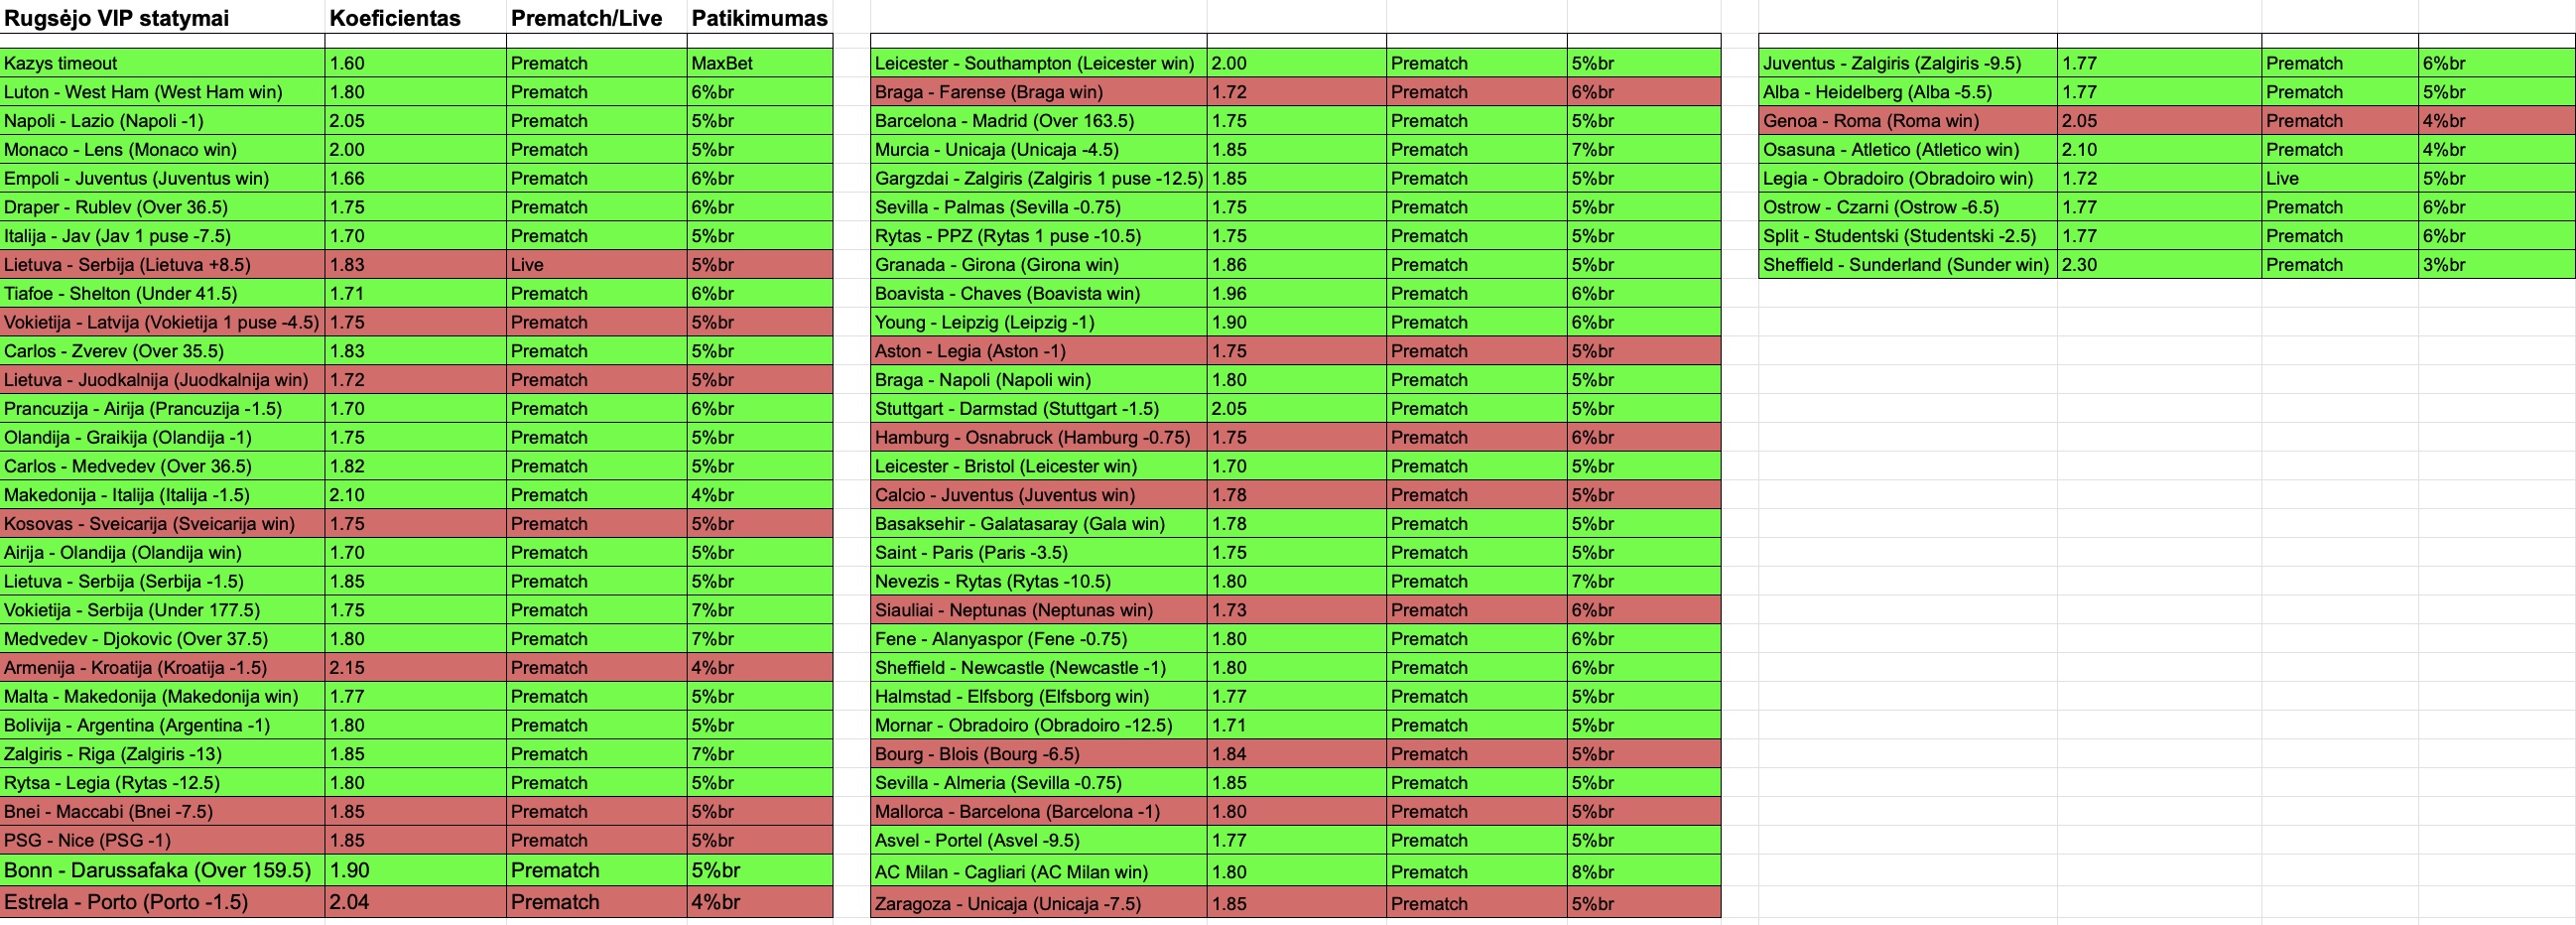 Rugsėjo VIP statymai Koeficientas Prematch/Live Patikimumas
Kazys timeout 1.60 Prematch MaxBet
Luton - West Ham (West Ham win) 1.80 Prematch 6%br
Napoli - Lazio (Napoli -1) 2.05 Prematch 5%br
Monaco - Lens (Monaco win) 2.00 Prematch 5%br
Empoli - Juventus (Juventus win) 1.66 Prematch 6%br
Draper - Rublev (Over 36.5) 1.75 Prematch 6%br
Italija - Jav (Jav 1 puse -7.5) 1.70 Prematch 5%br
Lietuva - Serbija (Lietuva +8.5) 1.83 Live 5%br
Tiafoe - Shelton (Under 41.5) 1.71 Prematch 6%br
Vokietija - Latvija (Vokietija 1 puse -4.5) 1.75 Prematch 5%br
Carlos - Zverev (Over 35.5) 1.83 Prematch 5%br
Lietuva - Juodkalnija (Juodkalnija win) 1.72 Prematch 5%br
Prancuzija - Airija (Prancuzija -1.5) 1.70 Prematch 6%br
Olandija - Graikija (Olandija -1) 1.75 Prematch 5%br
Carlos - Medvedev (Over 36.5) 1.82 Prematch 5%br
Makedonija - Italija (Italija -1.5) 2.10 Prematch 4%br
Kosovas - Sveicarija (Sveicarija win) 1.75 Prematch 5%br
Airija - Olandija (Olandija win) 1.70 Prematch 5%br
Lietuva - Serbija (Serbija -1.5) 1.85 Prematch 5%br
Vokietija - Serbija (Under 177.5) 1.75 Prematch 7%br
Medvedev - Djokovic (Over 37.5) 1.80 Prematch 7%br
Armenija - Kroatija (Kroatija -1.5) 2.15 Prematch 4%br
Malta - Makedonija (Makedonija win) 1.77 Prematch 5%br
Bolivija - Argentina (Argentina -1) 1.80 Prematch 5%br
Zalgiris - Riga (Zalgiris -13) 1.85 Prematch 7%br
Rytsa - Legia (Rytas -12.5) 1.80 Prematch 5%br
Bnei - Maccabi (Bnei -7.5) 1.85 Prematch 5%br
PSG - Nice (PSG -1) 1.85 Prematch 5%br
Bonn - Darussafaka (Over 159.5) 1.90 Prematch 5%br
Estrela - Porto (Porto -1.5) 2.04 Prematch 4%br
Leicester - Southampton (Leicester win) 2.00 Prematch 5%br
Braga - Farense (Braga win) 1.72 Prematch 6%br
Barcelona - Madrid (Over 163.5) 1.75 Prematch 5%br
Murcia - Unicaja (Unicaja -4.5) 1.85 Prematch 7%br
Gargzdai - Zalgiris (Zalgiris 1 puse -12.5) 1.85 Prematch 5%br
Sevilla - Palmas (Sevilla -0.75) 1.75 Prematch 5%br
Rytas - PPZ (Rytas 1 puse -10.5) 1.75 Prematch 5%br
Granada - Girona (Girona win) 1.86 Prematch 5%br
Boavista - Chaves (Boavista win) 1.96 Prematch 6%br
Young - Leipzig (Leipzig -1) 1.90 Prematch 6%br
Aston - Legia (Aston -1) 1.75 Prematch 5%br
Braga - Napoli (Napoli win) 1.80 Prematch 5%br
Stuttgart - Darmstad (Stuttgart -1.5) 2.05 Prematch 5%br
Hamburg - Osnabruck (Hamburg -0.75) 1.75 Prematch 6%br
Leicester - Bristol (Leicester win) 1.70 Prematch 5%br
Calcio - Juventus (Juventus win) 1.78 Prematch 5%br
Basaksehir - Galatasaray (Gala win) 1.78 Prematch 5%br
Saint - Paris (Paris -3.5) 1.75 Prematch 5%br
Nevezis - Rytas (Rytas -10.5) 1.80 Prematch 7%br
Siauliai - Neptunas (Neptunas win) 1.73 Prematch 6%br
Fene - Alanyaspor (Fene -0.75) 1.80 Prematch 6%br
Sheffield - Newcastle (Newcastle -1) 1.80 Prematch 6%br
Halmstad - Elfsborg (Elfsborg win) 1.77 Prematch 5%br
Mornar - Obradoiro (Obradoiro -12.5) 1.71 Prematch 5%br
Bourg - Blois (Bourg -6.5) 1.84 Prematch 5%br
Sevilla - Almeria (Sevilla -0.75) 1.85 Prematch 5%br
Mallorca - Barcelona (Barcelona -1) 1.80 Prematch 5%br
Asvel - Portel (Asvel -9.5) 1.77 Prematch 5%br
AC Milan - Cagliari (AC Milan win) 1.80 Prematch 8%br
Zaragoza - Unicaja (Unicaja -7.5) 1.85 Prematch 5%br
Juventus - Zalgiris (Zalgiris -9.5) 1.77 Prematch 6%br
Alba - Heidelberg (Alba -5.5) 1.77 Prematch 5%br
Genoa - Roma (Roma win) 2.05 Prematch 4%br
Osasuna - Atletico (Atletico win) 2.10 Prematch 4%br
Legia - Obradoiro (Obradoiro win) 1.72 Live 5%br
Ostrow - Czarni (Ostrow -6.5) 1.77 Prematch 6%br
Split - Studentski (Studentski -2.5) 1.77 Prematch 6%br
Sheffield - Sunderland (Sunder win) 2.30 Prematch 3%br